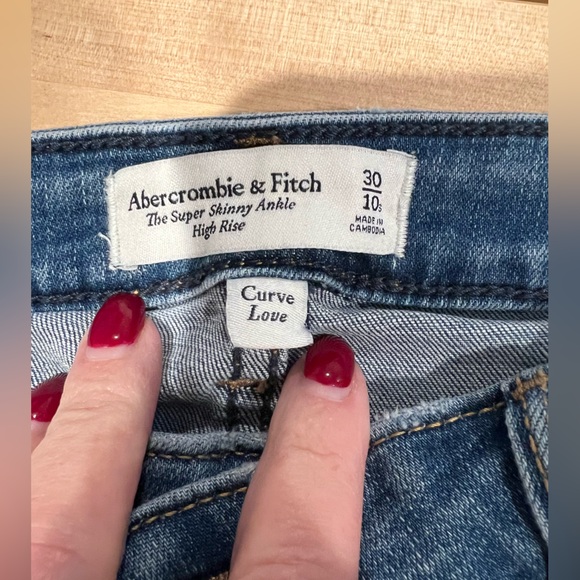 Abercrombie & Fitch
The Super Skinny Ankle
High Rise
30
10s
MADE IN
CAMBODIA
Curve
Love